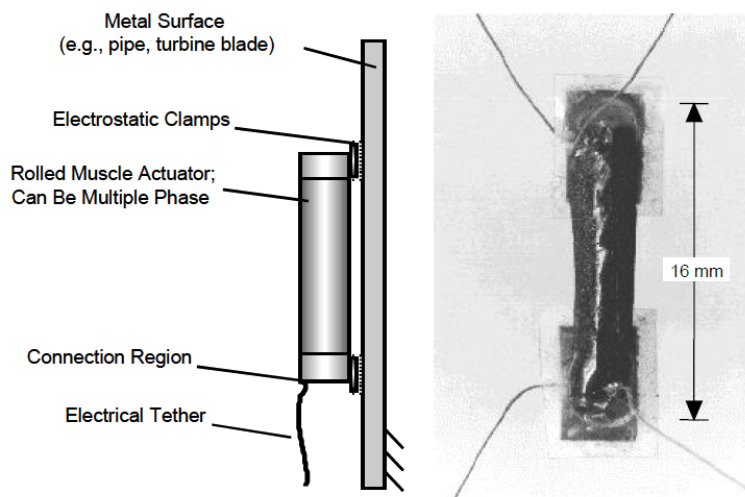 Metal Surface
(e.g., pipe, turbine blade)
Electrostatic Clamps
Rolled Muscle Actuator;
Can Be Multiple Phase
Connection Region
Electrical Tether
16 mm